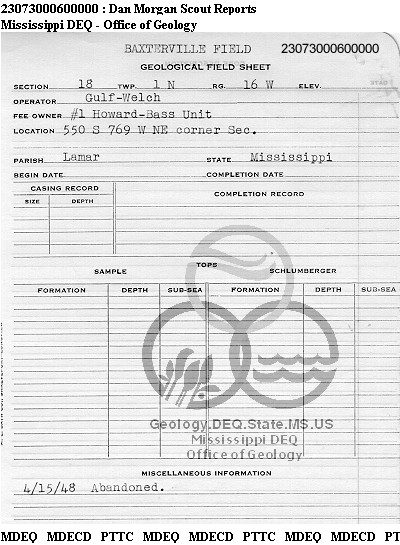 23073000600000 : Dan Morgan Scout Reports
Mississippi DEQ - Office of Geology
BAXTERVILLE FIELD 23073000600000
GEOLOGICAL FIELD SHEET
SECTION 18 TWP. 1 N RG. 16 W ELEV.
OPERATOR Gulf-Welch
FEE OWNER #1 Howard-Bass Unit
LOCATION 550 S 769 W NE corner Sec.
PARISH Lamar STATE Mississippi
BEGIN DATE COMPLETION DATE
CASING RECORD COMPLETION RECORD
SIZE DEPTH
TOPS
SAMPLE SCHLUMBERGER
FORMATION DEPTH SUB-SEA FORMATION DEPTH SUB-SEA
Geology.DEQ.State.MS.US
Mississippi DEQ
Office of Geology
MISCELLANEOUS INFORMATION
4/15/48 Abandoned.
MDEQ MDECD PTTC MDEQ MDECD PTTC MDEQ MDECD PT